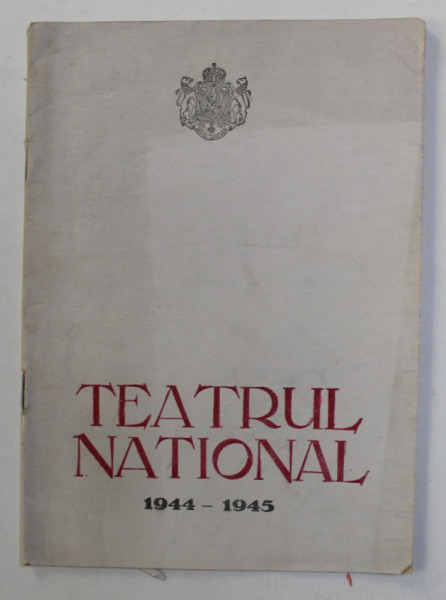 TEATRUL
NATIONAL
1944 – 1945